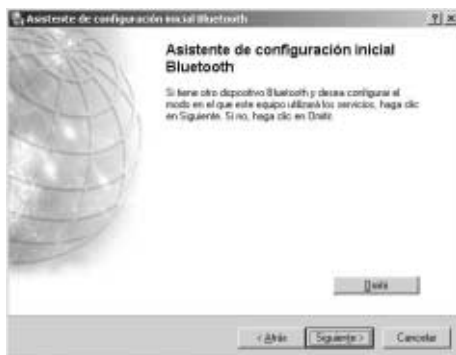 Asistente de configuración inicial Bluetooth
Asistente de configuración inicial
Bluetooth
Si tiene otro dispositivo Bluetooth y desea configurar el
modo en el que este equipo utilizará los servicios, haga clic
en Siguiente. Si no, haga clic en Omitir.
Omitir
< Atrás
Siguiente >
Cancelar